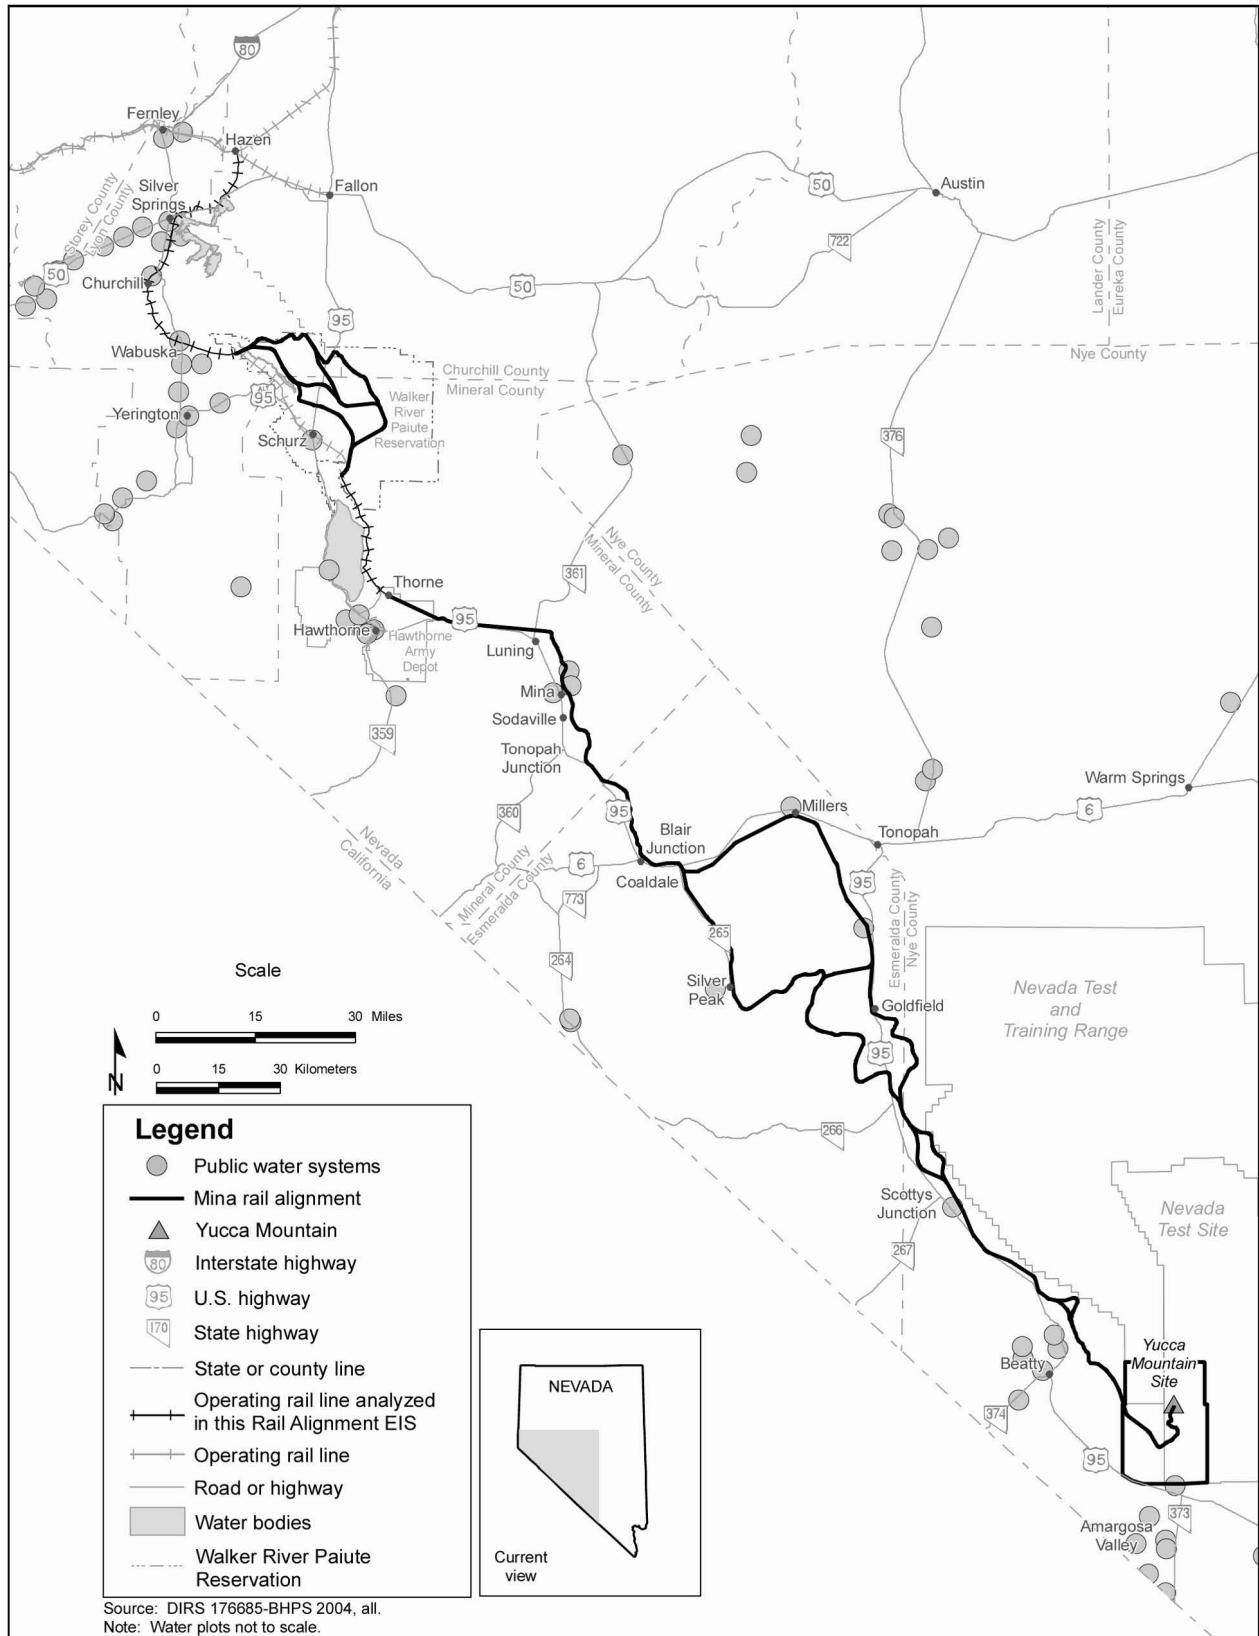 80
Fernley
Hazen
Silver
Springs
Fallon
Storey County
Lyon County
50
Churchill
50
Austin
722
50
95
Lander County
Eureka County
Wabuska
Nye County
Churchill County
Mineral County
ALT
95
Walker
River
Paiute
Reservation
Yerington
Schurz
376
Nye County
Mineral County
361
Thorne
95
Hawthorne
Hawthorne
Army
Depot
Luning
Mina
Sodaville
359
Tonopah
Junction
Warm Springs
360
95
Millers
6
Nevada
California
Blair
Junction
Tonopah
6
Coaldale
95
Mineral County
Esmeralda County
773
265
Esmeralda County
Nye County
264
Silver
Peak
Nevada Test
and
Training Range
Goldfield
95
Scale
0 15 30 Miles
0 15 30 Kilometers
N
266
Scottys
Junction
Nevada
Test Site
267
Yucca
Mountain
Site
Beatty
374
95
373
Amargosa
Valley
Legend
Public water systems
Mina rail alignment
Yucca Mountain
80 Interstate highway
95 U.S. highway
170 State highway
State or county line
Operating rail line analyzed
in this Rail Alignment EIS
Operating rail line
Road or highway
Water bodies
Walker River Paiute
Reservation
NEVADA
Current
view
Source: DIRS 176685-BHPS 2004, all.
Note: Water plots not to scale.